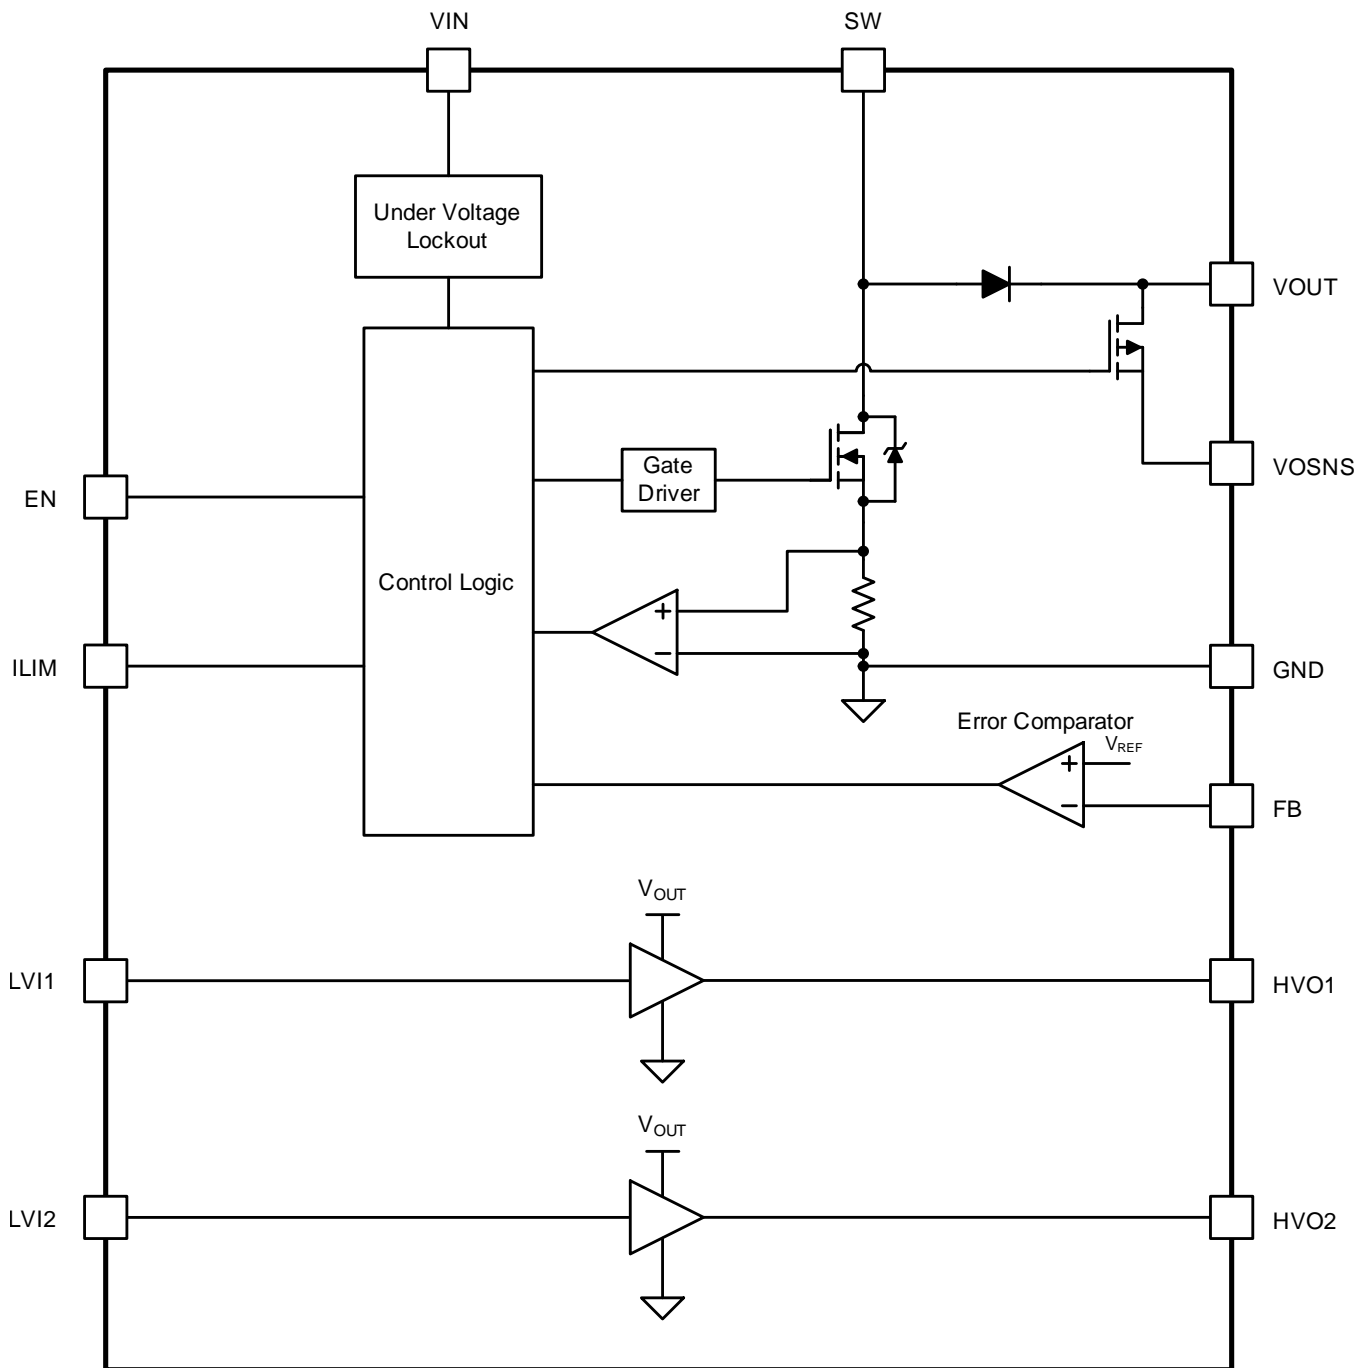 VIN
SW
Under Voltage
Lockout
VOUT
Gate
Driver
VOSNS
EN
Control Logic
+
−
ILIM
GND
Error Comparator
VREF
+
−
FB
VOUT
LVI1
HVO1
VOUT
LVI2
HVO2